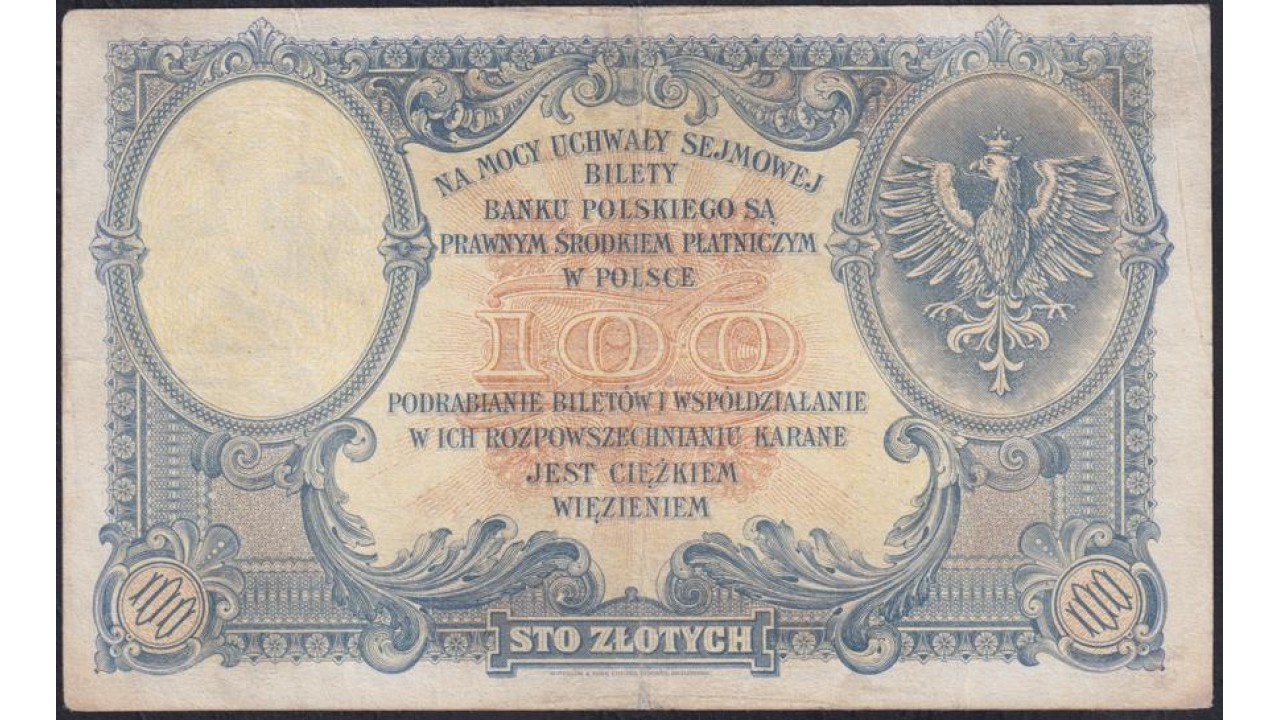 NA MOCY UCHWAŁY SEJMOWEJ
BILETY
BANKU POLSKIEGO SĄ
PRAWNYM ŚRODKIEM PŁATNICZYM
W POLSCE
100
PODRABIANIE BILETÓW I WSPÓŁDZIAŁANIE
W ICH ROZPOWSZECHNIANIU KARANE
JEST CIĘŻKIEM
WIĘZIENIEM
100
100
STO ZŁOTYCH